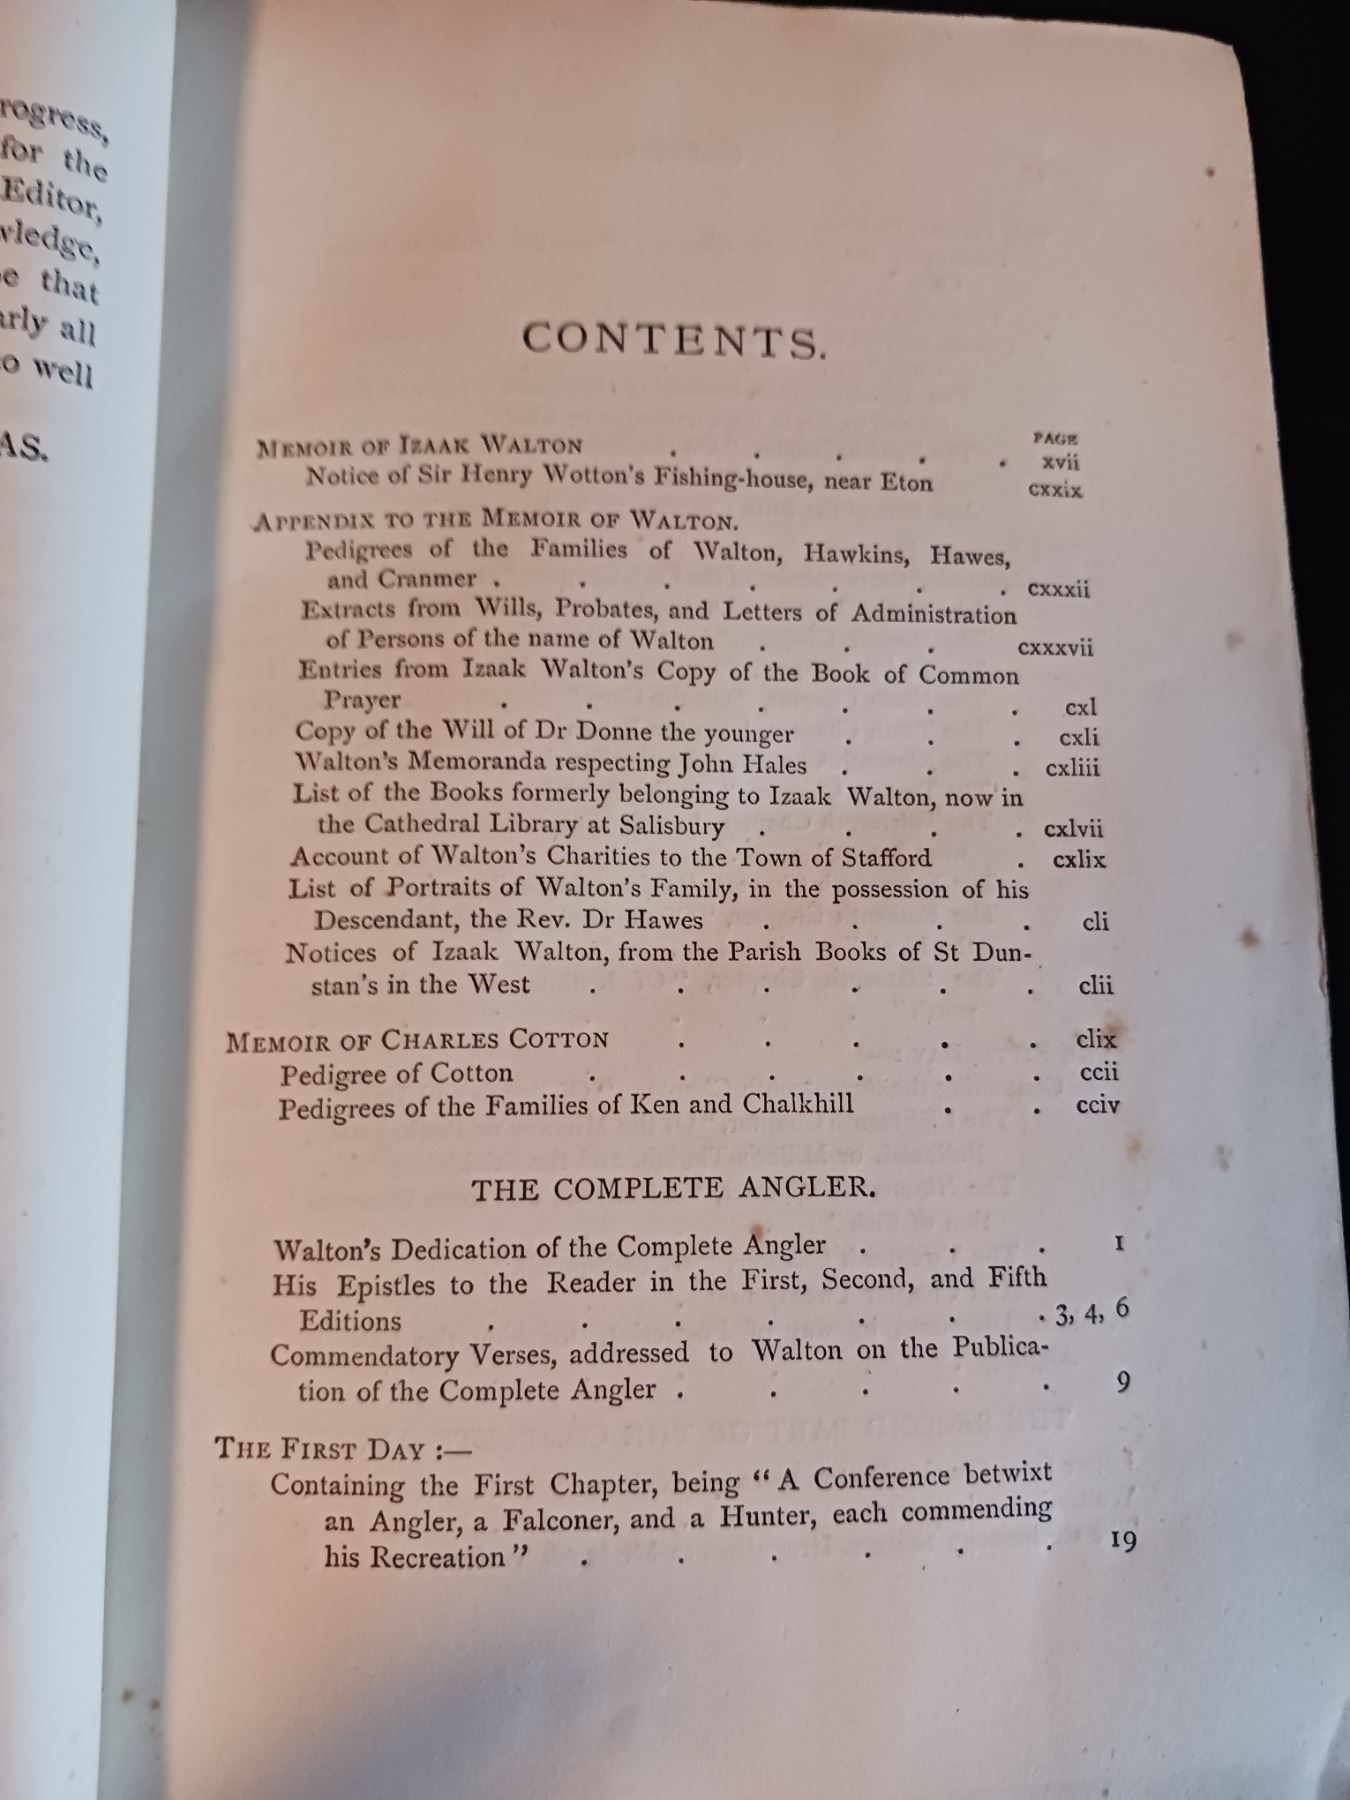 rogress,
for the
Editor,
wledge,
e that
arly all
o well
AS.
CONTENTS.
PAGE
MEMOIR OF IZAAK WALTON . . . . . xvii
Notice of Sir Henry Wotton's Fishing-house, near Eton cxxix
APPENDIX TO THE MEMOIR OF WALTON.
Pedigrees of the Families of Walton, Hawkins, Hawes,
and Cranmer . . . . . . . cxxxii
Extracts from Wills, Probates, and Letters of Administration
of Persons of the name of Walton . . . cxxxvii
Entries from Izaak Walton's Copy of the Book of Common
Prayer . . . . . . . cxl
Copy of the Will of Dr Donne the younger . . . cxli
Walton's Memoranda respecting John Hales . . . cxliii
List of the Books formerly belonging to Izaak Walton, now in
the Cathedral Library at Salisbury . . . . cxlvii
Account of Walton's Charities to the Town of Stafford . cxlix
List of Portraits of Walton's Family, in the possession of his
Descendant, the Rev. Dr Hawes . . . . cli
Notices of Izaak Walton, from the Parish Books of St Dun-
stan's in the West . . . . . . clii
MEMOIR OF CHARLES COTTON . . . . . clix
Pedigree of Cotton . . . . . . ccii
Pedigrees of the Families of Ken and Chalkhill . . cciv
THE COMPLETE ANGLER.
Walton's Dedication of the Complete Angler . . . 1
His Epistles to the Reader in the First, Second, and Fifth
Editions . . . . . . . 3, 4, 6
Commendatory Verses, addressed to Walton on the Publica-
tion of the Complete Angler . . . . . 9
THE FIRST DAY :—
Containing the First Chapter, being “A Conference betwixt
an Angler, a Falconer, and a Hunter, each commending
his Recreation” . . . . . . 19